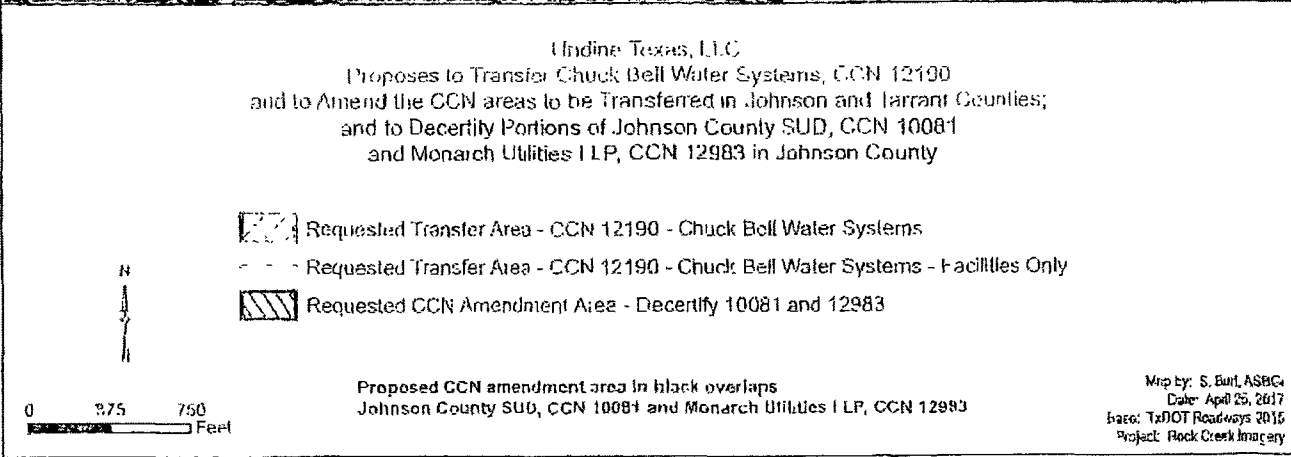 Undine Texas, LLC
Proposes to Transfer Chuck Bell Water Systems, CCN 12190
and to Amend the CCN areas to be Transferred in Johnson and Tarrant Counties;
and to Decertify Portions of Johnson County SUD, CCN 10081
and Monarch Utilities I LP, CCN 12983 in Johnson County
Requested Transfer Area - CCN 12190 - Chuck Bell Water Systems
Requested Transfer Area - CCN 12190 - Chuck Bell Water Systems - Facilities Only
Requested CCN Amendment Area - Decertify 10081 and 12983
N
Proposed CCN amendment area in black overlaps
Johnson County SUD, CCN 10081 and Monarch Utilities I LP, CCN 12983
0 375 750
Feet
Map by: S. Burt, ASBG
Date: April 25, 2017
base: TxDOT Roadways 2015
Project: Rock Creek Imagery